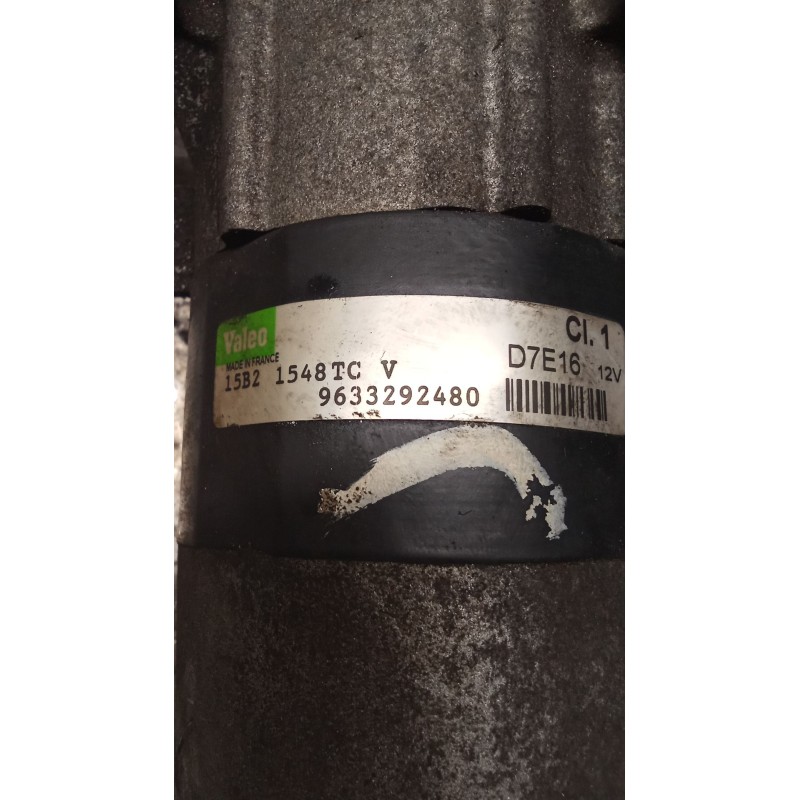 Valeo
MADE IN FRANCE
15B2 1548TC V
9633292480
Cl. 1
D7E16 12V